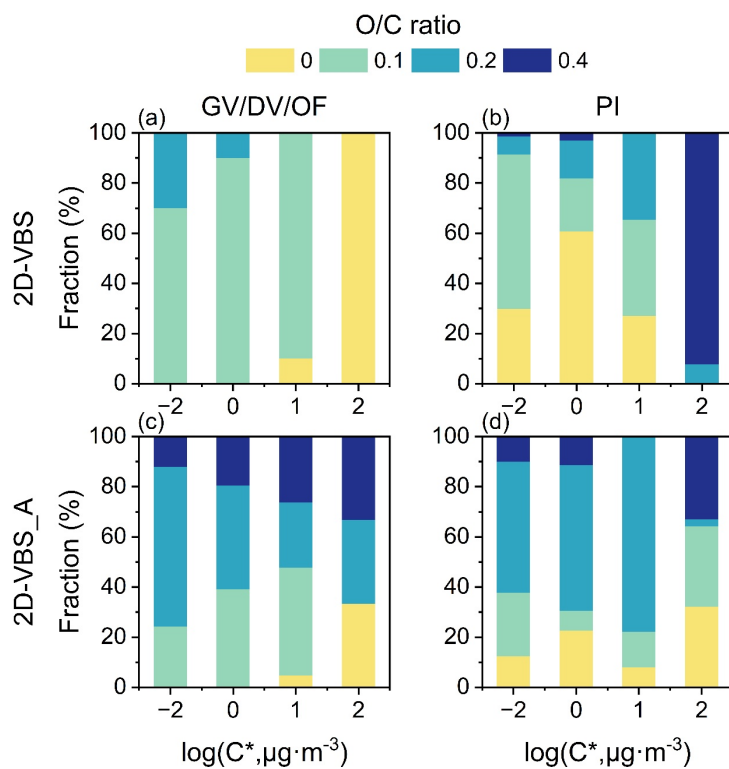 O/C ratio
0 0.1 0.2 0.4
GV/DV/OF PI
(a) (b)
100 100
80 80
60 60
40 40
20 20
0 0
2D-VBS
Fraction (%)
−2 0 1 2 −2 0 1 2
(c) (d)
100 100
80 80
60 60
40 40
20 20
0 0
2D-VBS_A
Fraction (%)
−2 0 1 2 −2 0 1 2
log(C*,µg·m⁻³) log(C*,µg·m⁻³)